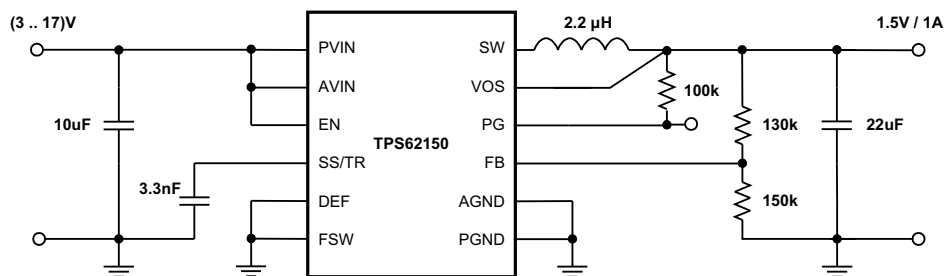 (3 .. 17)V
2.2 µH
1.5V / 1A
PVIN
SW
AVIN
VOS
100k
10uF
EN
PG
130k
22uF
TPS62150
SS/TR
FB
3.3nF
DEF
AGND
150k
FSW
PGND